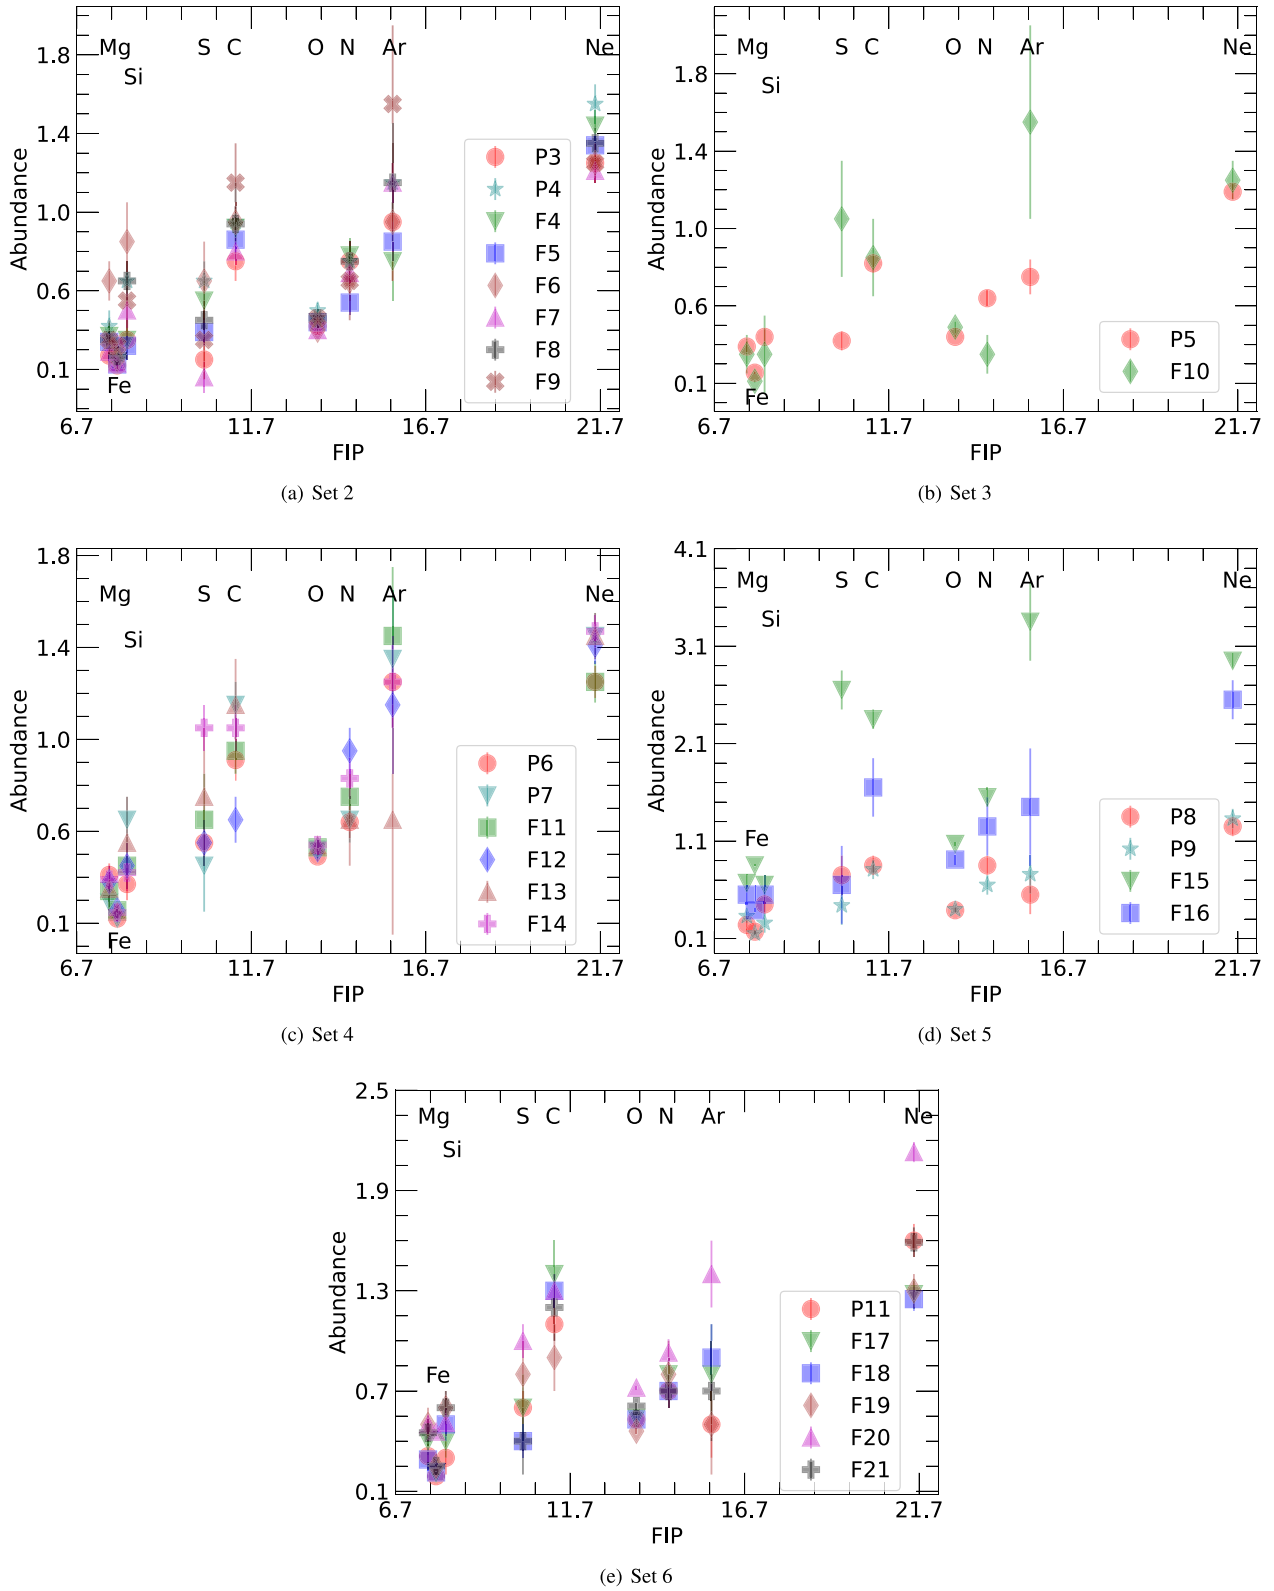 Mg S C O N Ar Ne
Si
Fe
1.8
1.4
1.0
0.6
0.1
Abundance
P3
P4
F4
F5
F6
F7
F8
F9
6.7 11.7 16.7 21.7
FIP
(a) Set 2
Mg S C O N Ar Ne
Si
Fe
1.8
1.4
1.0
0.6
0.1
Abundance
P5
F10
6.7 11.7 16.7 21.7
FIP
(b) Set 3
1.8
Mg S C O N Ar Ne
Si
Fe
1.4
1.0
0.6
0.1
Abundance
P6
P7
F11
F12
F13
F14
6.7 11.7 16.7 21.7
FIP
(c) Set 4
4.1
Mg S C O N Ar Ne
Si
Fe
3.1
2.1
1.1
0.1
Abundance
P8
P9
F15
F16
6.7 11.7 16.7 21.7
FIP
(d) Set 5
2.5
Mg S C O N Ar Ne
Si
Fe
1.9
1.3
0.7
0.1
Abundance
P11
F17
F18
F19
F20
F21
6.7 11.7 16.7 21.7
FIP
(e) Set 6